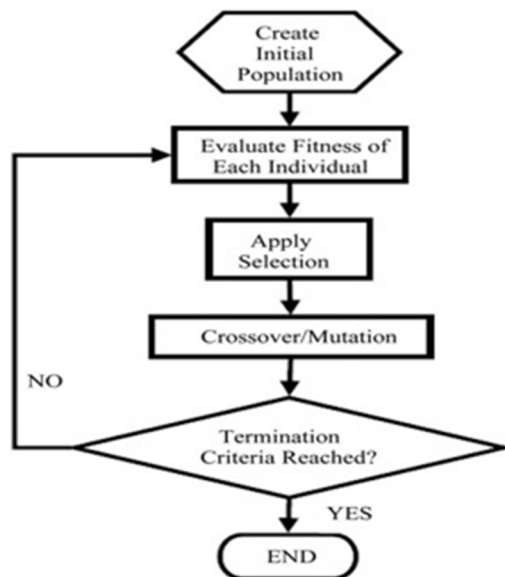 Create
Initial
Population
Evaluate Fitness of
Each Individual
Apply
Selection
Crossover/Mutation
NO
Termination
Criteria Reached?
YES
END